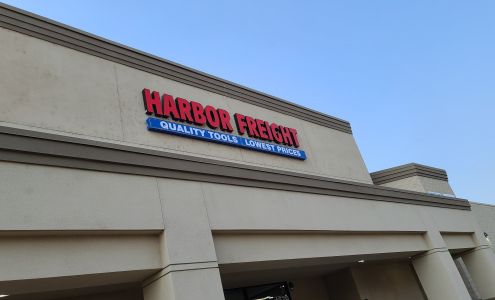 HARBOR FREIGHT
QUALITY TOOLS LOWEST PRICES